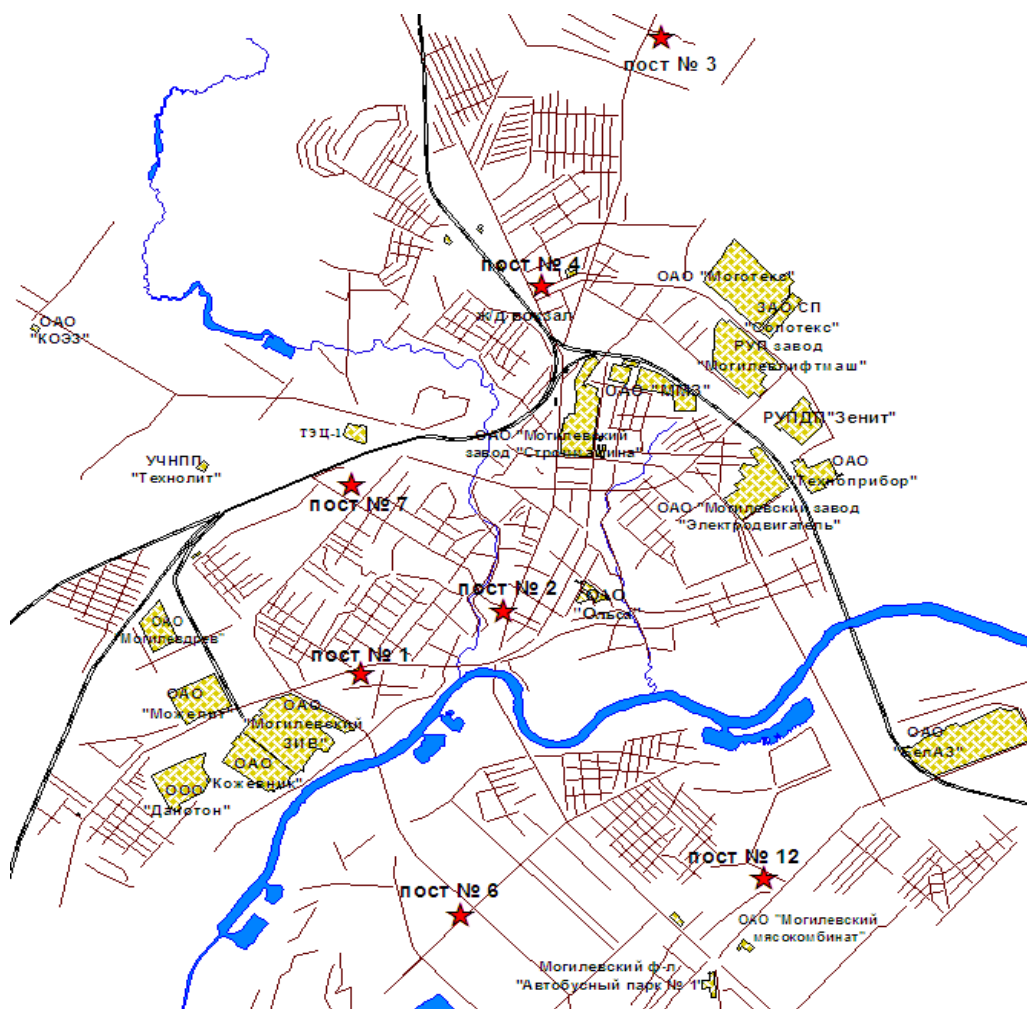 пост № 3
пост № 4
ОАО "Моготекс"
ж/д вокзал
ЗАО СП
"Сопотекс"
ОАО
"КОЭЗ"
РУП завод
"Могилевлифтмаш"
ОАО "ММЗ"
РУПДП"Зенит"
ТЭЦ-1
ОАО "Могилевский
завод "Строммашина"
УЧНПП
"Технолит"
ОАО
"Техноприбор"
пост № 7
ОАО "Могилевский завод
"Электродвигатель"
пост № 2
ОАО
"Ольса"
ОАО
Могилевдрев"
пост № 1
ОАО
"Можелит"
ОАО
"Могилевский
ЗИВ"
ОАО
"БелАЗ"
ОАО
"Кожевник"
ООО
"Данотон"
пост № 12
пост № 6
ОАО "Могилевский
мясокомбинат"
Могилевский ф-л
"Автобусный парк № 1"